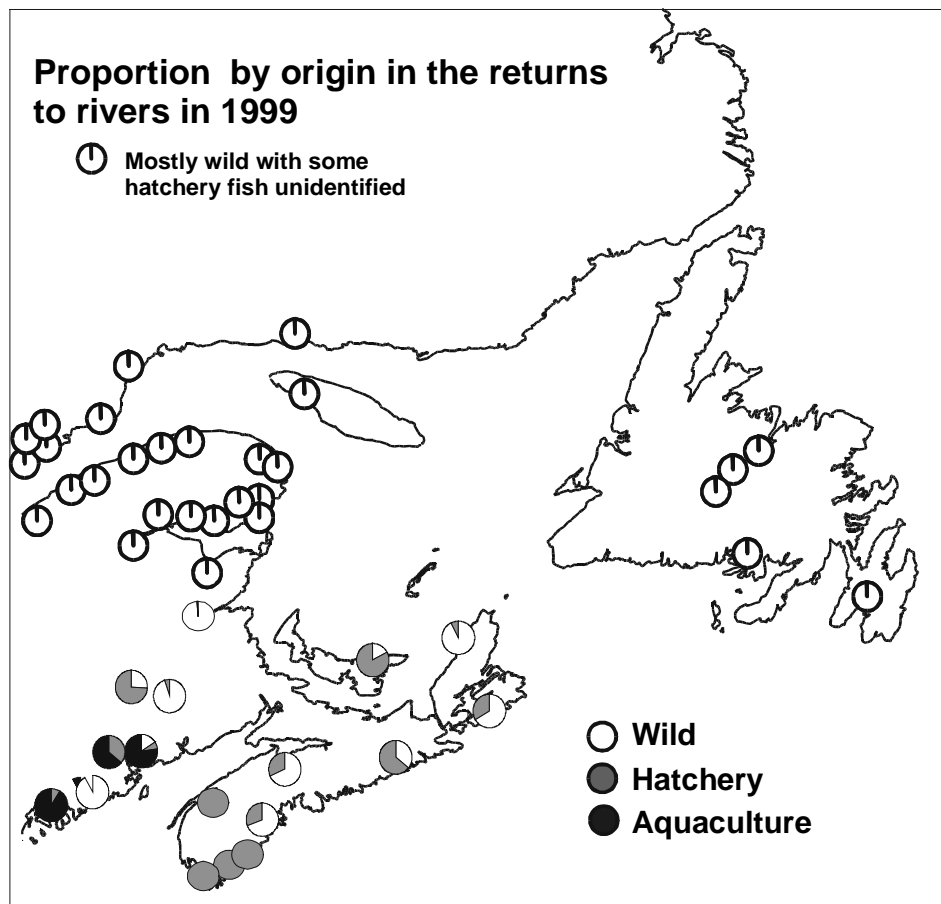 Proportion by origin in the returns
to rivers in 1999
Mostly wild with some
hatchery fish unidentified
Wild
Hatchery
Aquaculture